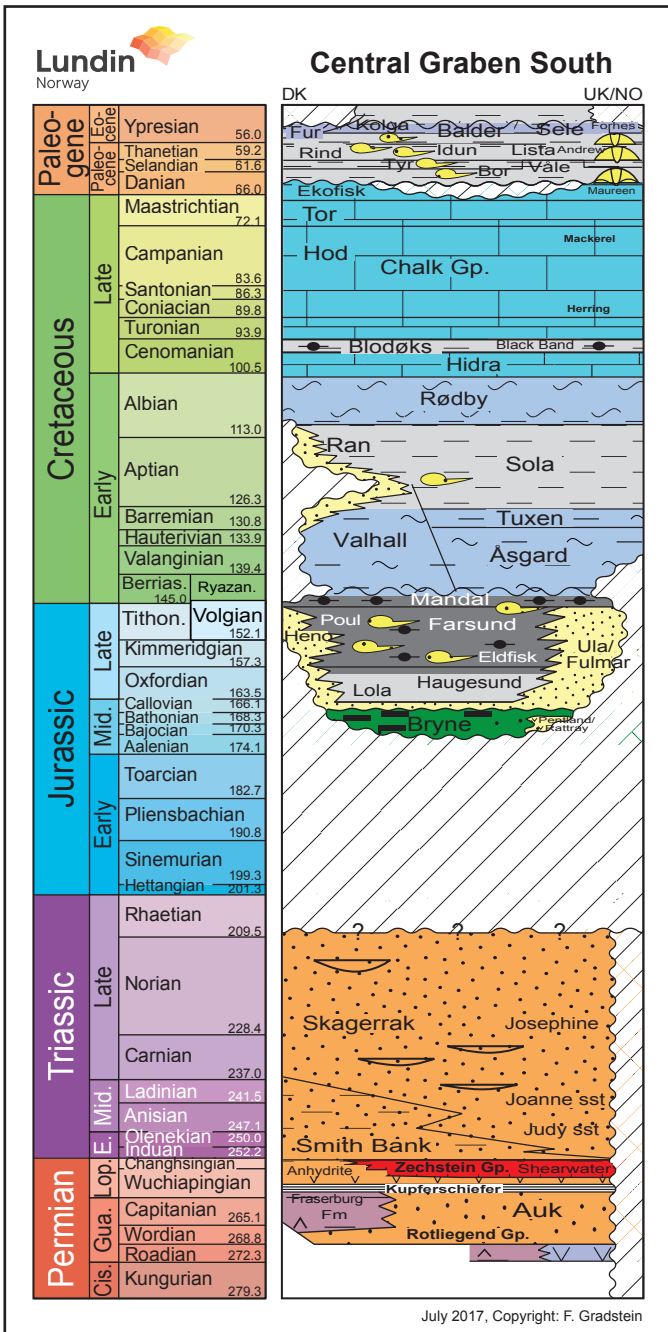 Lundin
Norway
Central Graben South
DK
UK/NO
Paleo-
gene
Eo-
cene
Paleo-
cene
Ypresian
56.0
Thanetian
59.2
Selandian
61.6
Danian
66.0
Cretaceous
Late
Maastrichtian
72.1
Campanian
83.6
Santonian
86.3
Coniacian
89.8
Turonian
93.9
Cenomanian
100.5
Early
Albian
113.0
Aptian
126.3
Barremian
130.8
Hauterivian
133.9
Valanginian
139.4
Berrias.
145.0
Ryazan.
Jurassic
Late
Tithon.
Volgian
152.1
Kimmeridgian
157.3
Oxfordian
163.5
Mid.
Callovian
166.1
Bathonian
168.3
Bajocian
170.3
Aalenian
174.1
Early
Toarcian
182.7
Pliensbachian
190.8
Sinemurian
199.3
Hettangian
201.3
Triassic
Late
Rhaetian
209.5
Norian
228.4
Carnian
237.0
Mid.
Ladinian
241.5
Anisian
247.1
E.
Olenekian
250.0
Induan
252.2
Permian
Lop.
Changhsingian
Wuchiapingian
Gua.
Capitanian
265.1
Wordian
268.8
Roadian
272.3
Cis.
Kungurian
279.3
Fur
Kolga
Balder
Sele
Forhes
Rind
Idun
Lista
Andrew
Tyr
Bor
Våle
Ekofisk
Maureen
Tor
Hod
Mackerel
Chalk Gp.
Herring
Blodøks
Black Band
Hidra
Rødby
Ran
Sola
Tuxen
Valhall
Åsgard
Mandal
Poul
Farsund
Heno
Ula/
Fulmar
Eldfisk
Haugesund
Lola
Bryne
Pentland/
Rattray
? ? ?
Skagerrak
Josephine
Joanne sst
Judy sst
Smith Bank
Anhydrite
Zechstein Gp.
Shearwater
Kupferschiefer
Fraserburg
Fm
Auk
Rotliegend Gp.
July 2017, Copyright: F. Gradstein